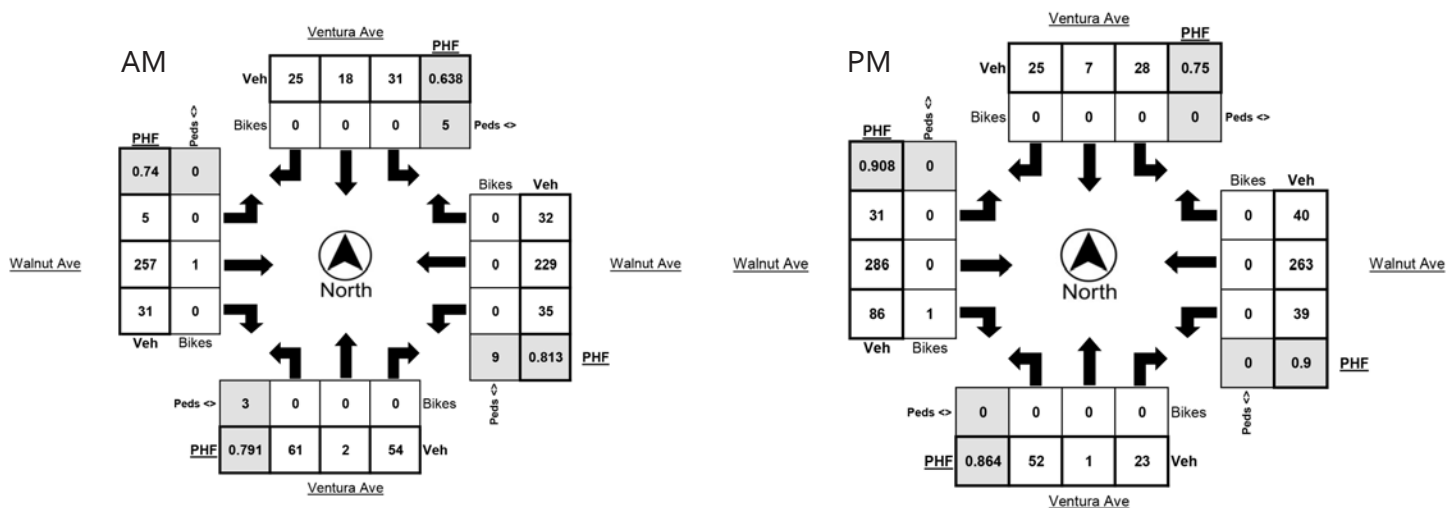 AM
Ventura Ave
PHF
Veh 25 18 31 0.638
Bikes 0 0 0 5 Peds <>
PHF Peds <>
0.74 0
5 0
257 1
31 0
Veh Bikes
Walnut Ave
North
Bikes Veh
0 32
0 229
0 35
9 0.813 PHF
Peds <>
Walnut Ave
Peds <> 3 0 0 0 Bikes
PHF 0.791 61 2 54 Veh
Ventura Ave
PM
Ventura Ave
PHF
Veh 25 7 28 0.75
Bikes 0 0 0 0 Peds <>
PHF Peds <>
0.908 0
31 0
286 0
86 1
Veh Bikes
Walnut Ave
North
Bikes Veh
0 40
0 263
0 39
0 0.9 PHF
Peds <>
Walnut Ave
Peds <> 0 0 0 0 Bikes
PHF 0.864 52 1 23 Veh
Ventura Ave